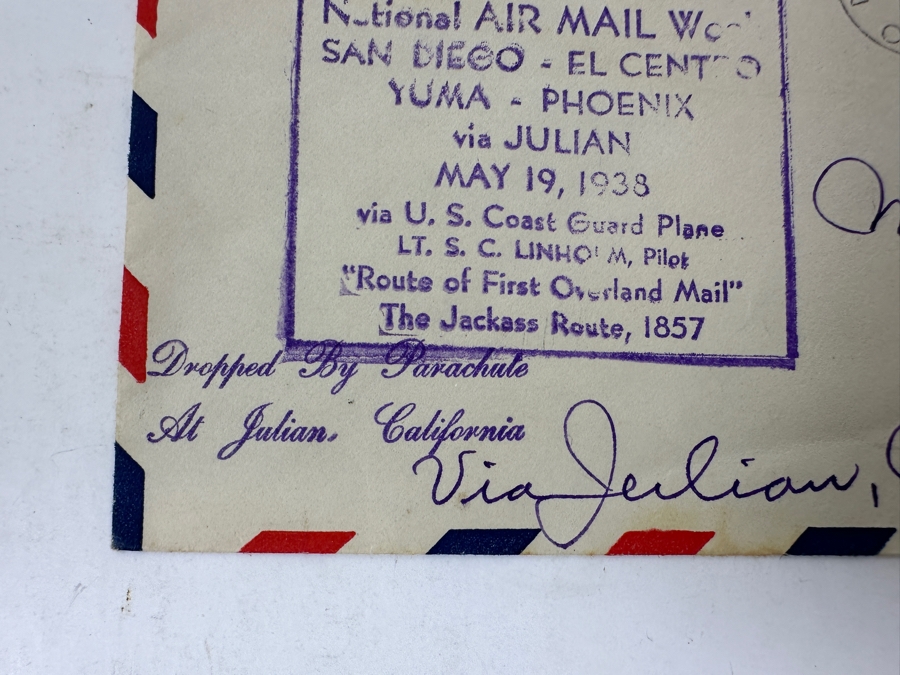 National AIR MAIL
SAN DIEGO - EL CENTRO
YUMA - PHOENIX
via JULIAN
MAY 19, 1938
via U. S. Coast Guard Plane
LT. S. C. LINHOLM, Pilot
"Route of First Overland Mail"
The Jackass Route, 1857
Dropped By Parachute
At Julian, California
Via Julian,